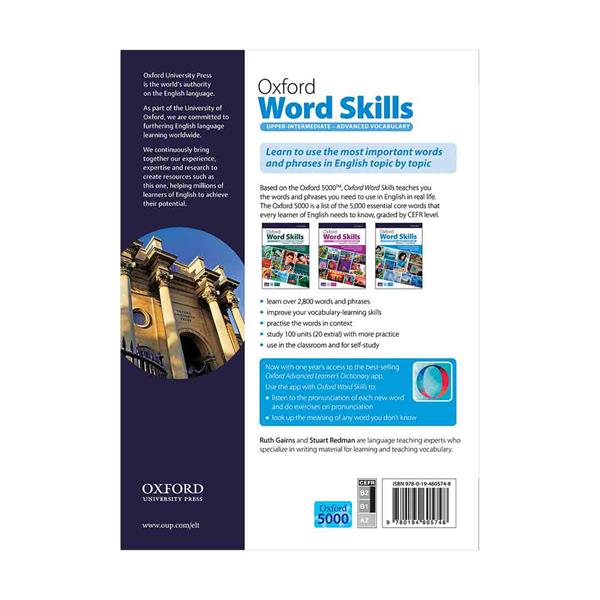 Oxford University Press
is the world's authority
on the English language.
As part of the University of
Oxford, we are committed to
furthering English language
learning worldwide.
We continually bring
together our experience,
expertise and research to
create resources such as
this one, helping millions of
learners of English to achieve
their potential.
OXFORD
UNIVERSITY PRESS
www.oup.com/elt
Oxford
Word Skills
UPPER-INTERMEDIATE – ADVANCED VOCABULARY
Learn to use the most important words
and phrases in English topic by topic
Based on the Oxford 5000™, Oxford Word Skills teaches you
the words and phrases you need to use in English in real life.
The Oxford 5000 is a list of the 5,000 essential core words that
every learner of English needs to know, graded by CEFR level.
Oxford
Word Skills
Oxford
Word Skills
Oxford
Word Skills
• learn over 2,800 words and phrases
• improve your vocabulary-learning skills
• practise the words in context
• study 100 units (20 extra!) with more practice
• use in the classroom and for self-study
Now with one year's access to the best-selling
Oxford Advanced Learner's Dictionary app.
Use the app with Oxford Word Skills to:
• listen to the pronunciation of each new word
and do exercises on pronunciation
• look up the meaning of any word you don't know
Ruth Gairns and Stuart Redman are language teaching experts who
specialize in writing material for learning and teaching vocabulary.
Oxford
5000
CEFR
B2
B1
A2
ISBN 978-0-19-460574-8
9 780194 605748